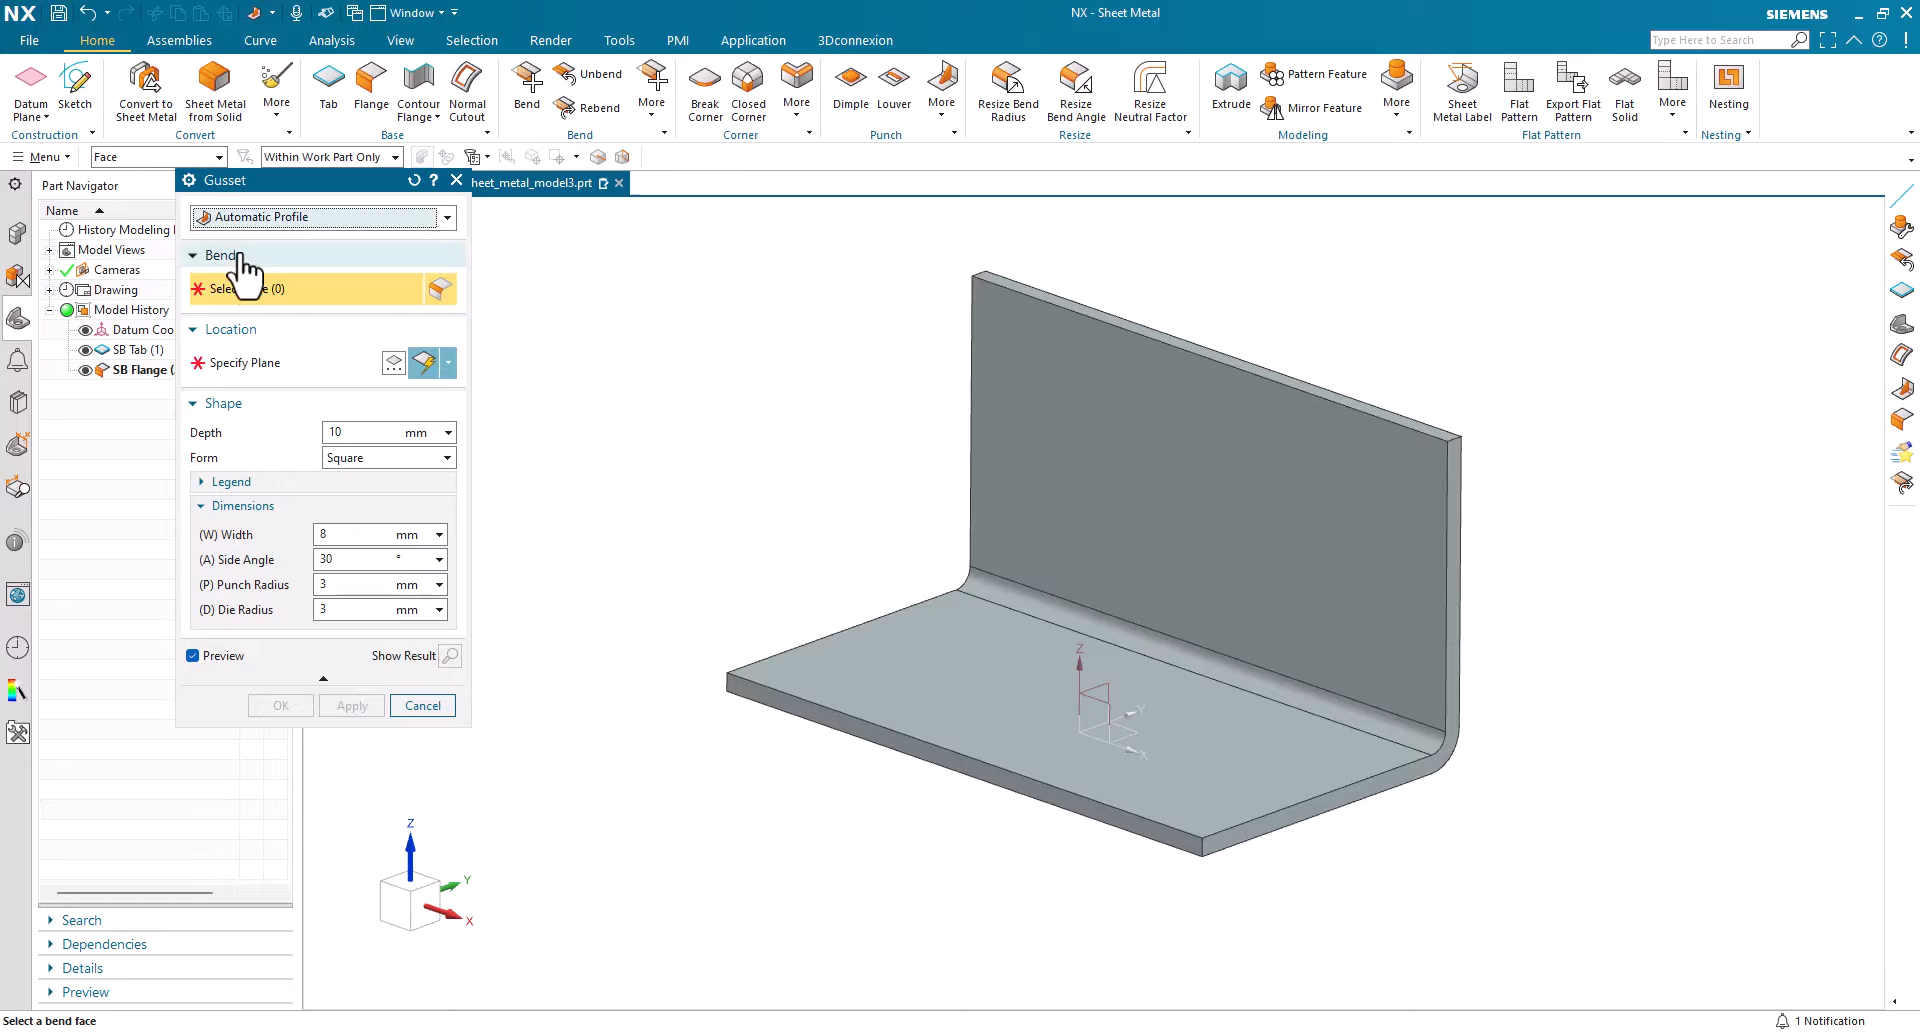 NX Window NX - Sheet Metal SIEMENS
File Home Assemblies Curve Analysis View Selection Render Tools PMI Application 3Dconnexion Type Here to Search
Datum Plane Sketch Convert to Sheet Metal Sheet Metal from Solid More Tab Flange Contour Flange Normal Cutout Bend Unbend Rebend More Break Corner Closed Corner More Dimple Louver More Resize Bend Radius Resize Bend Angle Resize Neutral Factor Extrude Pattern Feature Mirror Feature More Sheet Metal Label Flat Pattern Export Flat Pattern Flat Solid More Nesting
Construction Convert Base Bend Corner Punch Resize Modeling Flat Pattern Nesting
Menu Face Within Work Part Only
Part Navigator
Name
History Modeling
Model Views
Cameras
Drawing
Model History
Datum Coo
SB Tab (1)
SB Flange (
Search
Dependencies
Details
Preview
Gusset
heet_metal_model3.prt
Automatic Profile
Bend
(0)
Location
Specify Plane
Shape
Depth 10 mm
Form Square
Legend
Dimensions
(W) Width 8 mm
(A) Side Angle 30 °
(P) Punch Radius 3 mm
(D) Die Radius 3 mm
Preview Show Result
OK Apply Cancel
Z
Y
X
Z
Y
X
Select a bend face 1 Notification